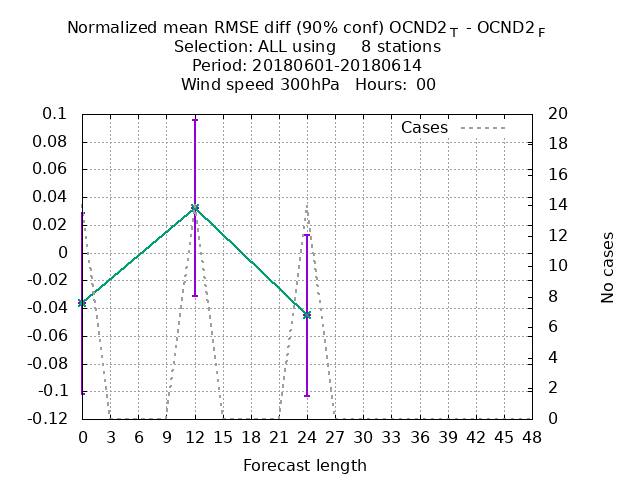 Normalized mean RMSE diff (90% conf) OCND2 T - OCND2 F
Selection: ALL using 8 stations
Period: 20180601-20180614
Wind speed 300hPa Hours: 00
Cases
0.1
0.08
0.06
0.04
0.02
0
-0.02
-0.04
-0.06
-0.08
-0.1
-0.12
20
18
16
14
12
10
8
6
4
2
0
No cases
0 3 6 9 12 15 18 21 24 27 30 33 36 39 42 45 48
Forecast length